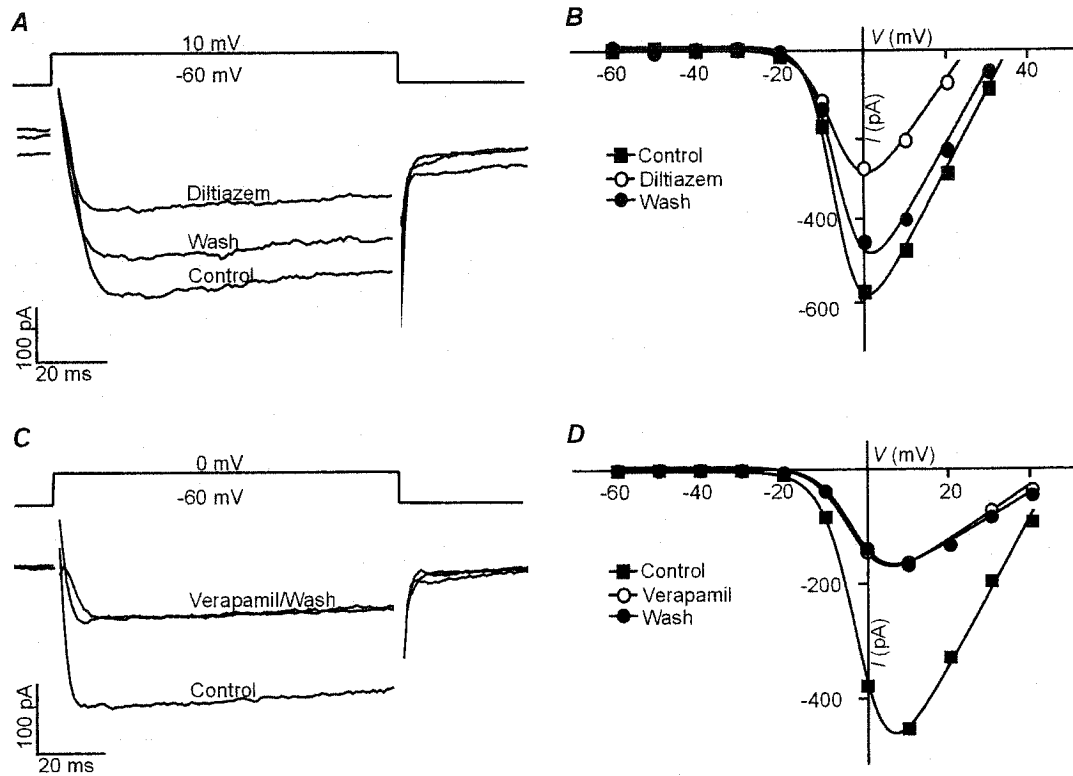 A
10 mV
-60 mV
Diltiazem
Wash
Control
100 pA
20 ms
B
V (mV)
-60
-40
-20
20
40
I (pA)
Control
Diltiazem
Wash
-400
-600
C
0 mV
-60 mV
Verapamil/Wash
Control
100 pA
20 ms
D
V (mV)
-60
-40
-20
20
40
Control
Verapamil
Wash
-200
I (pA)
-400